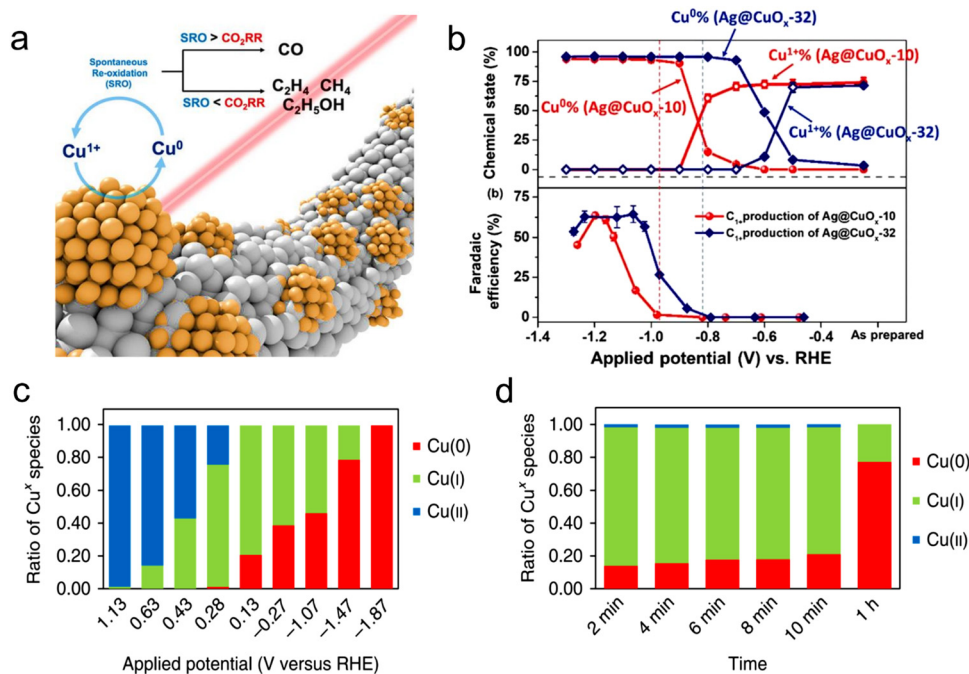 a
SRO > CO₂RR
CO
Spontaneous
Re-oxidation
(SRO)
C₂H₄ CH₄
C₂H₅OH
SRO < CO₂RR
Cu¹⁺
Cu⁰
b
Cu⁰% (Ag@CuOₓ-32)
Cu¹⁺% (Ag@CuOₓ-10)
Cu⁰% (Ag@CuOₓ-10)
Cu¹⁺% (Ag@CuOₓ-32)
Chemical state (%)
100
75
50
25
0
(b)
C₁₊production of Ag@CuOₓ-10
C₁₊production of Ag@CuOₓ-32
Faradaic
efficiency (%)
75
50
25
0
-1.4 -1.2 -1.0 -0.8 -0.6 -0.4 As prepared
Applied potential (V) vs. RHE
c
Ratio of Cuˣ species
1.00
0.80
0.60
0.40
0.20
0.00
Cu(0)
Cu(I)
Cu(II)
1.13 0.63 0.43 0.28 0.13 −0.27 −1.07 −1.47 −1.87
Applied potential (V versus RHE)
d
Ratio of Cuˣ species
1.00
0.80
0.60
0.40
0.20
0.00
Cu(0)
Cu(I)
Cu(II)
2 min 4 min 6 min 8 min 10 min 1 h
Time